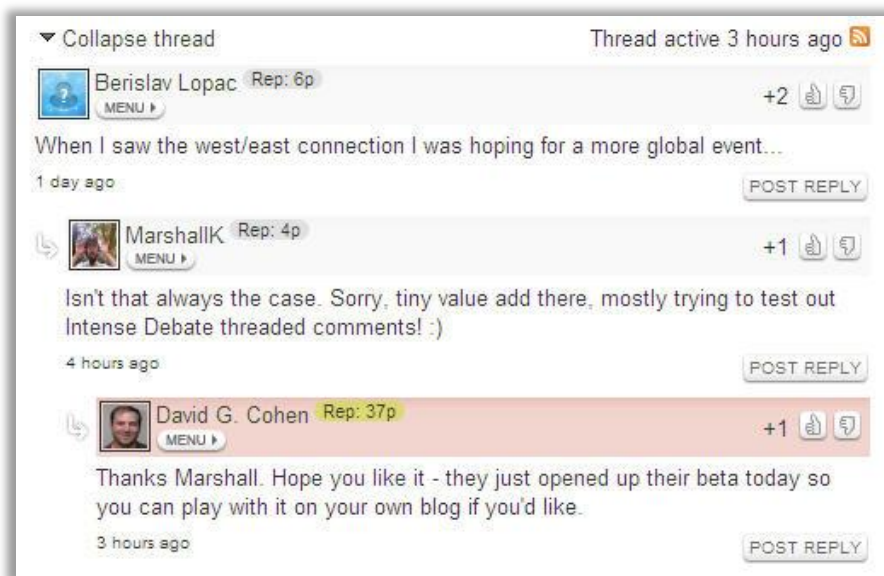 Collapse thread Thread active 3 hours ago
Berislav Lopac Rep: 6p
MENU
+2
When I saw the west/east connection I was hoping for a more global event...
1 day ago
POST REPLY
MarshallK Rep: 4p
MENU
+1
Isn't that always the case. Sorry, tiny value add there, mostly trying to test out
Intense Debate threaded comments! :)
4 hours ago
POST REPLY
David G. Cohen Rep: 37p
MENU
+1
Thanks Marshall. Hope you like it - they just opened up their beta today so
you can play with it on your own blog if you'd like.
3 hours ago
POST REPLY